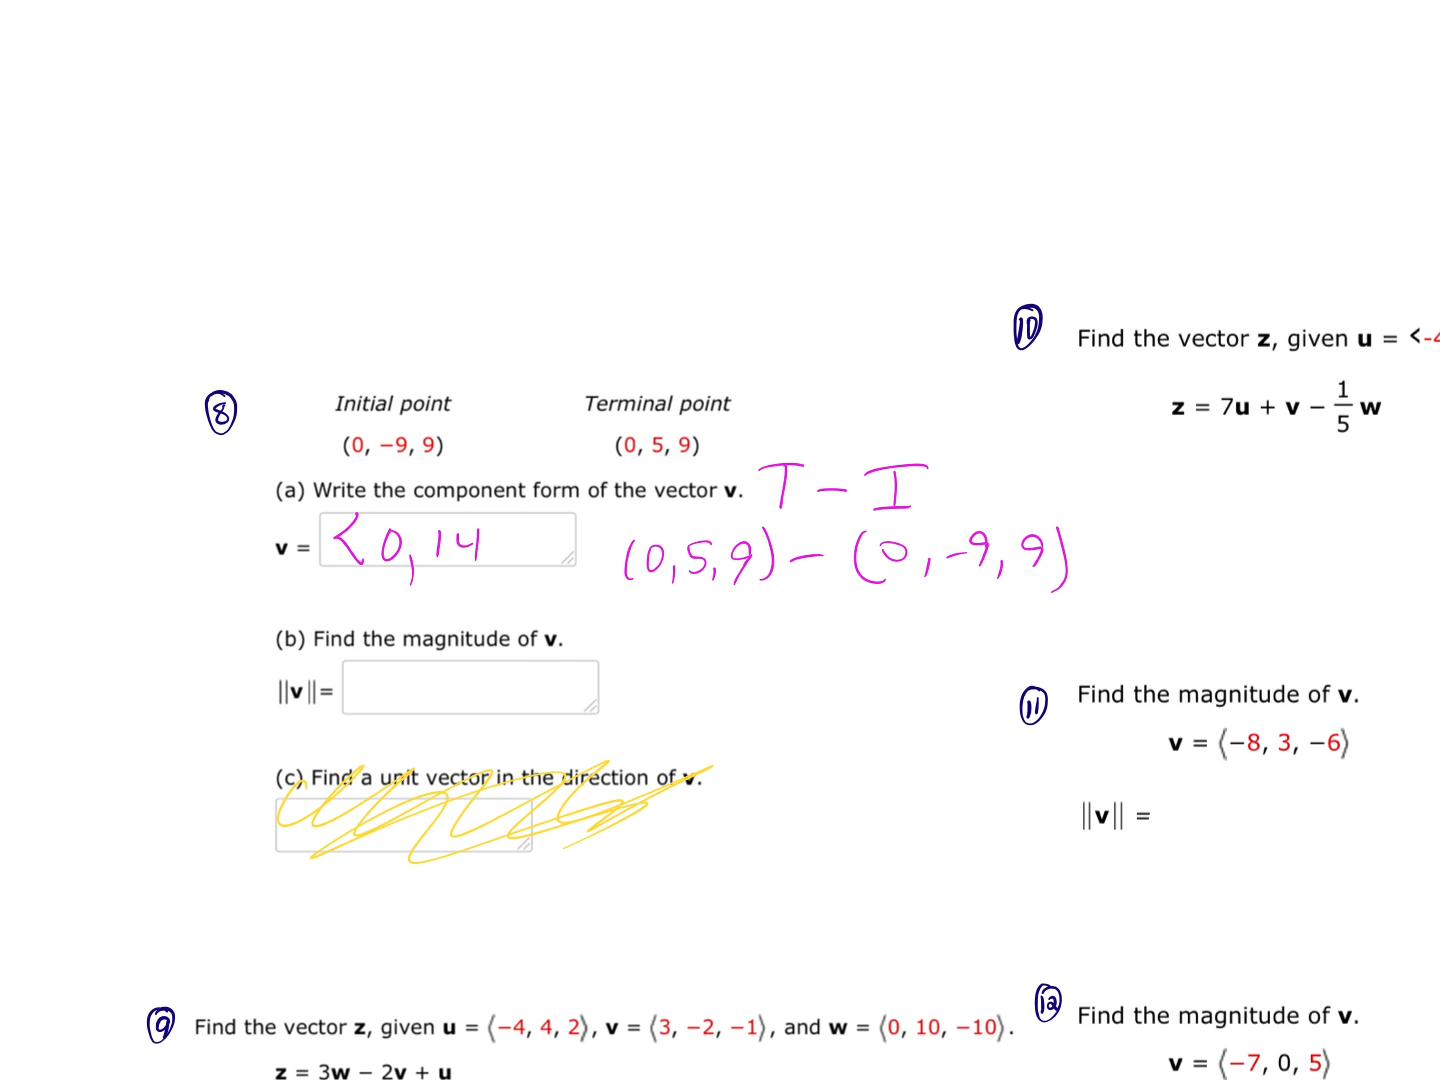 8
Initial point Terminal point
(0, −9, 9) (0, 5, 9)
(a) Write the component form of the vector v. T − I
v = <0, 14 (0, 5, 9) − (0, -9, 9)
(b) Find the magnitude of v.
||v|| =
(c) Find a unit vector in the direction of v.
9 Find the vector z, given u = ⟨−4, 4, 2⟩, v = ⟨3, −2, −1⟩, and w = ⟨0, 10, −10⟩.
z = 3w − 2v + u
10 Find the vector z, given u = <-4
z = 7u + v − 1/5 w
11 Find the magnitude of v.
v = ⟨−8, 3, −6⟩
||v|| =
12 Find the magnitude of v.
v = ⟨−7, 0, 5⟩